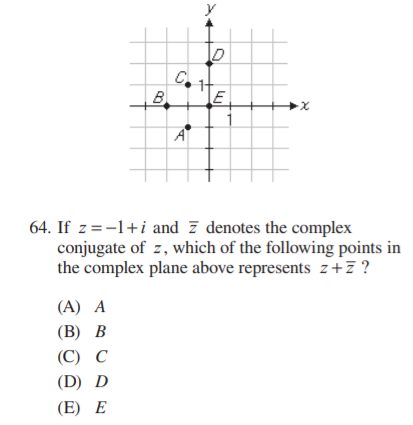 y
D
C
1
B
E
x
1
A
64. If z = −1 + i and z̅ denotes the complex
conjugate of z, which of the following points in
the complex plane above represents z + z̅ ?
(A) A
(B) B
(C) C
(D) D
(E) E